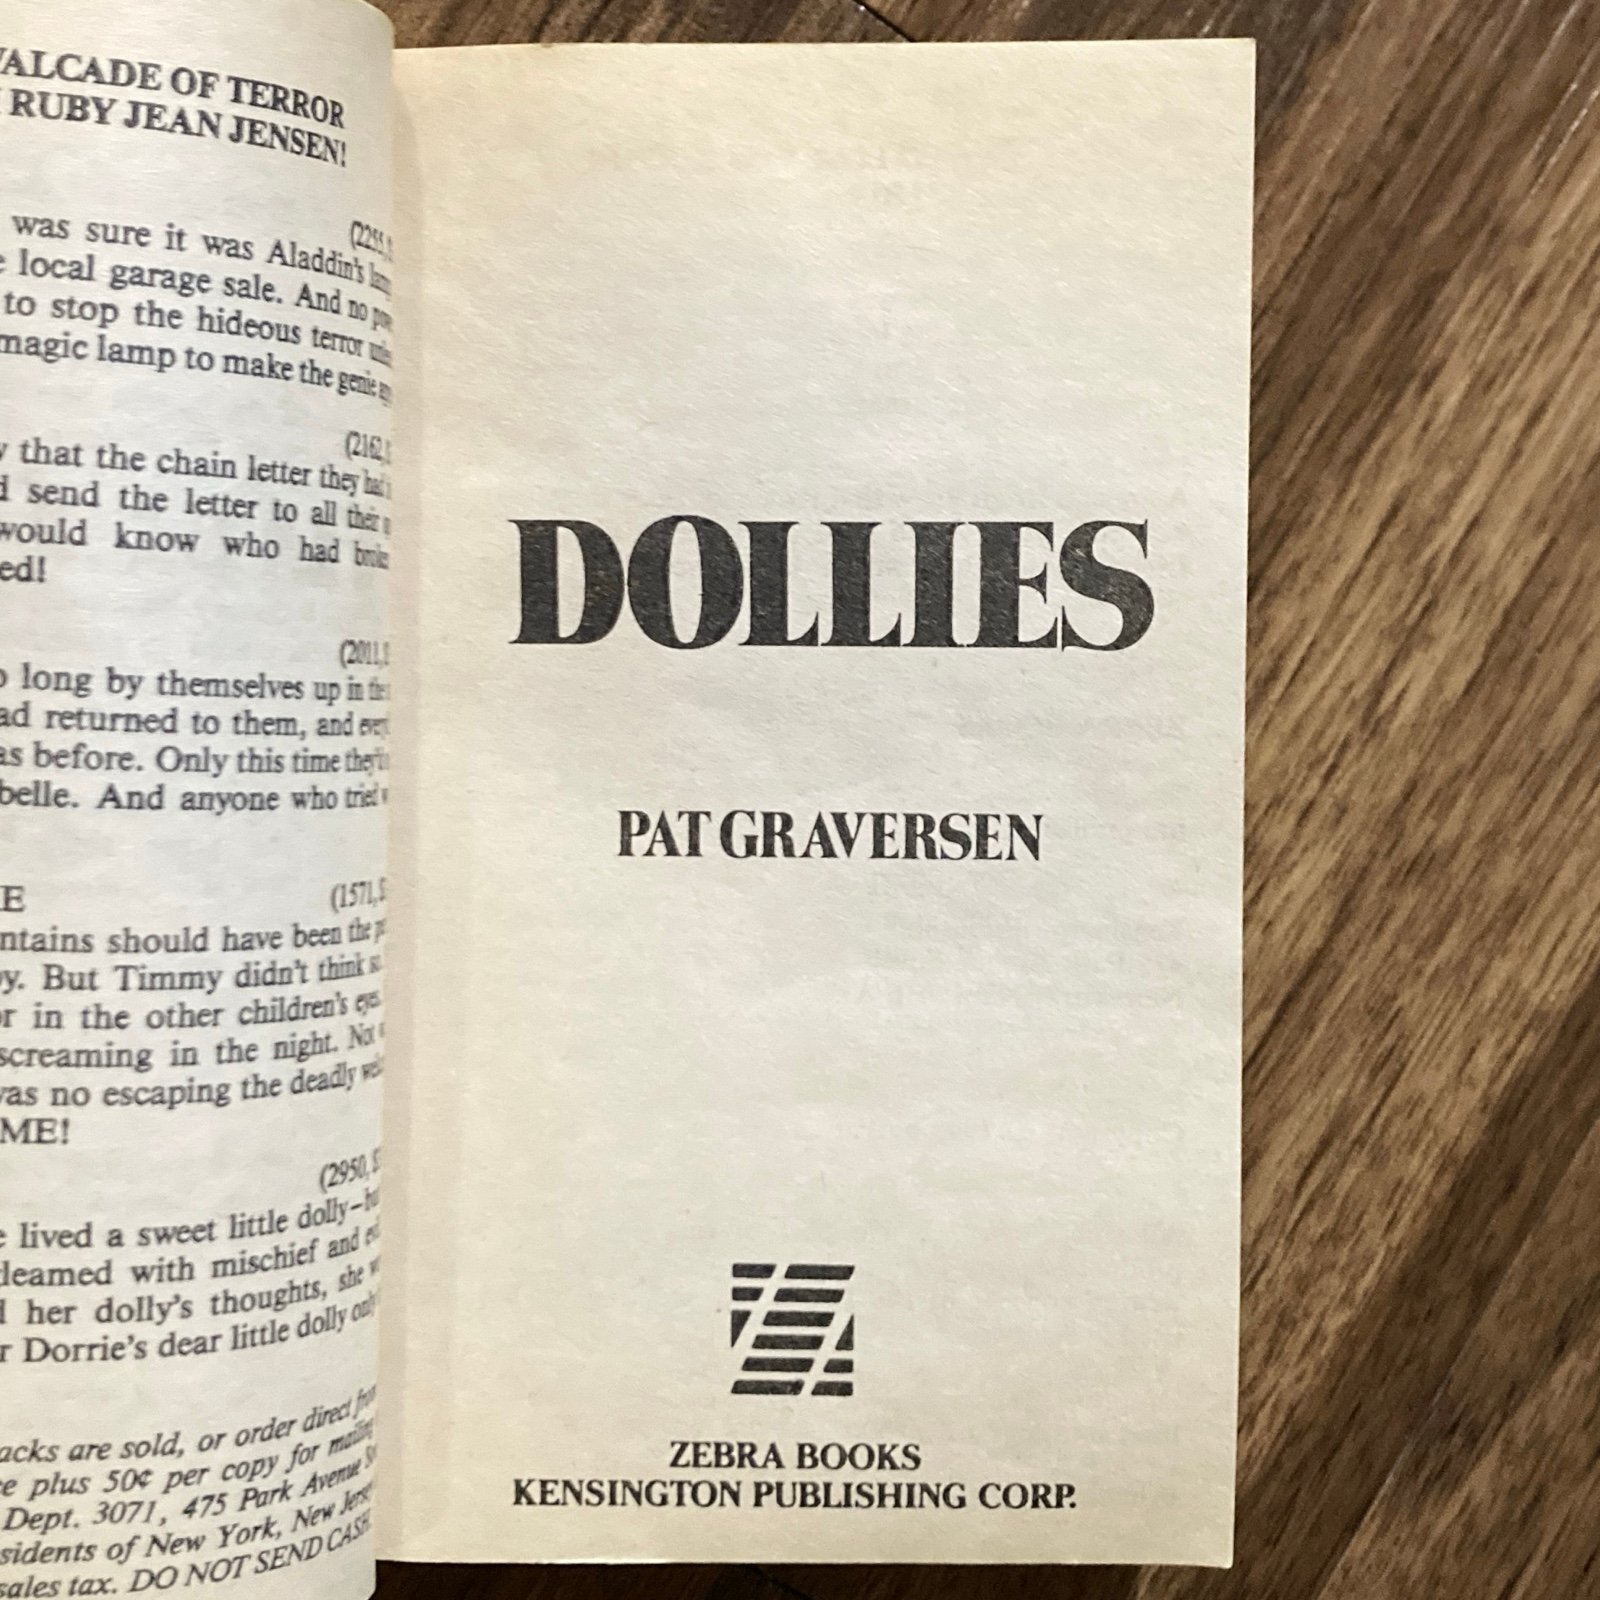 VALCADE OF TERROR
RUBY JEAN JENSEN!
(2255,
was sure it was Aladdin's
local garage sale. And no
to stop the hideous terror
magic lamp to make the genie
(2162,
that the chain letter they had
send the letter to all their
would know who had
ed!
(2011,
long by themselves up in
ad returned to them, and
as before. Only this time
belle. And anyone who tried
E
(1571,
ntains should have been the
y. But Timmy didn't think
r in the other children's eyes.
screaming in the night. Not
was no escaping the deadly
ME!
(2950,
lived a sweet little dolly—
leamed with mischief and
her dolly's thoughts, she
r Dorrie's dear little dolly only
acks are sold, or order direct from
e plus 50¢ per copy for mailing
Dept. 3071, 475 Park Avenue
sidents of New York, New Jersey
sales tax. DO NOT SEND CASH.
DOLLIES
PAT GRAVERSEN
ZEBRA BOOKS
KENSINGTON PUBLISHING CORP.